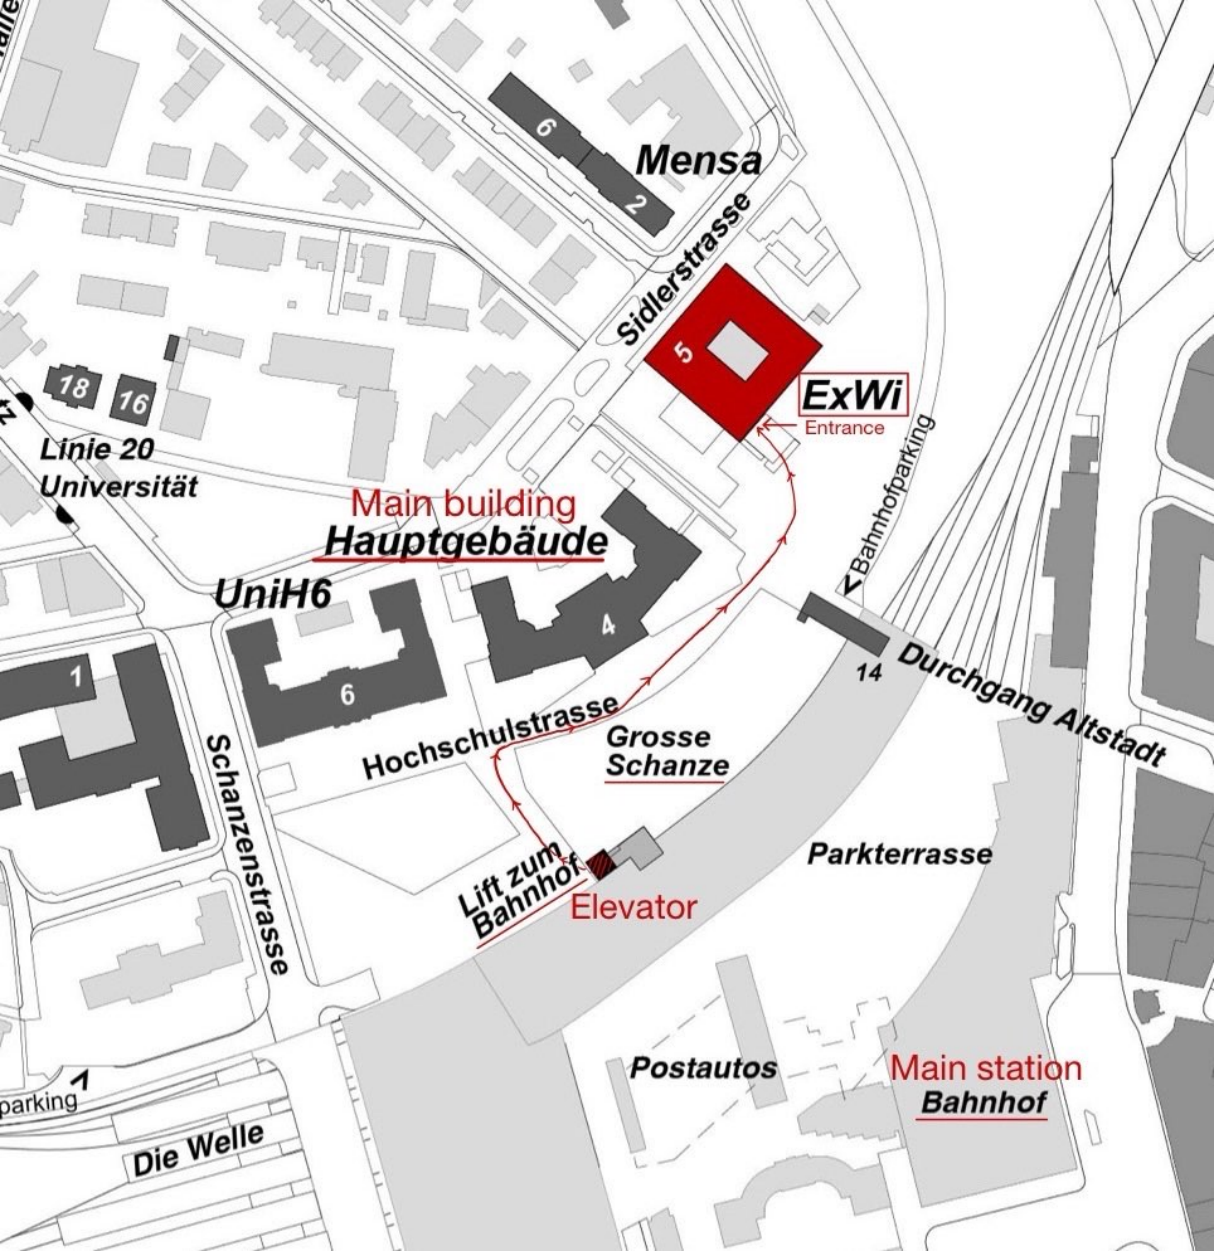 6
Mensa
2
Sidlerstrasse
5
ExWi
Entrance
18
16
Linie 20
Universität
tz
Bahnhofparking
Main building
Hauptgebäude
UniH6
4
1
6
14
Durchgang Altstadt
Hochschulstrasse
Grosse
Schanze
Schanzenstrasse
Parkterrasse
Lift zum
Bahnhof
Elevator
Postautos
Main station
Bahnhof
parking
Die Welle